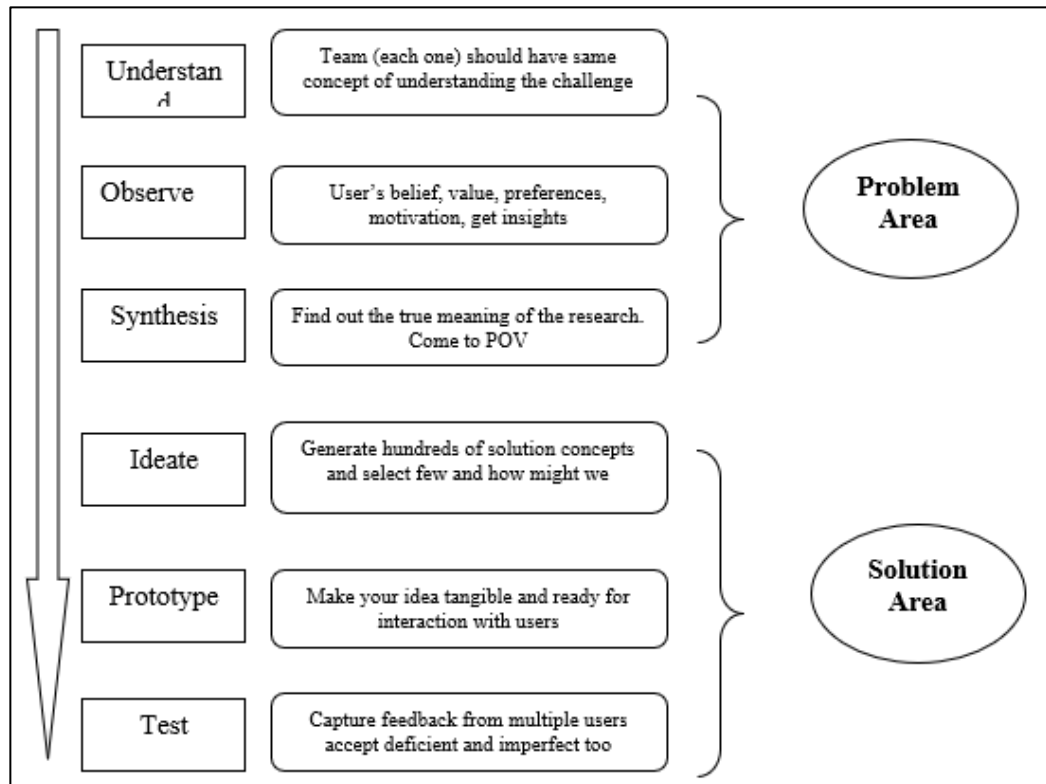 Understan
d
Team (each one) should have same
concept of understanding the challenge
Observe
User's belief, value, preferences,
motivation, get insights
Problem
Area
Synthesis
Find out the true meaning of the research.
Come to POV
Ideate
Generate hundreds of solution concepts
and select few and how might we
Prototype
Make your idea tangible and ready for
interaction with users
Solution
Area
Test
Capture feedback from multiple users
accept deficient and imperfect too